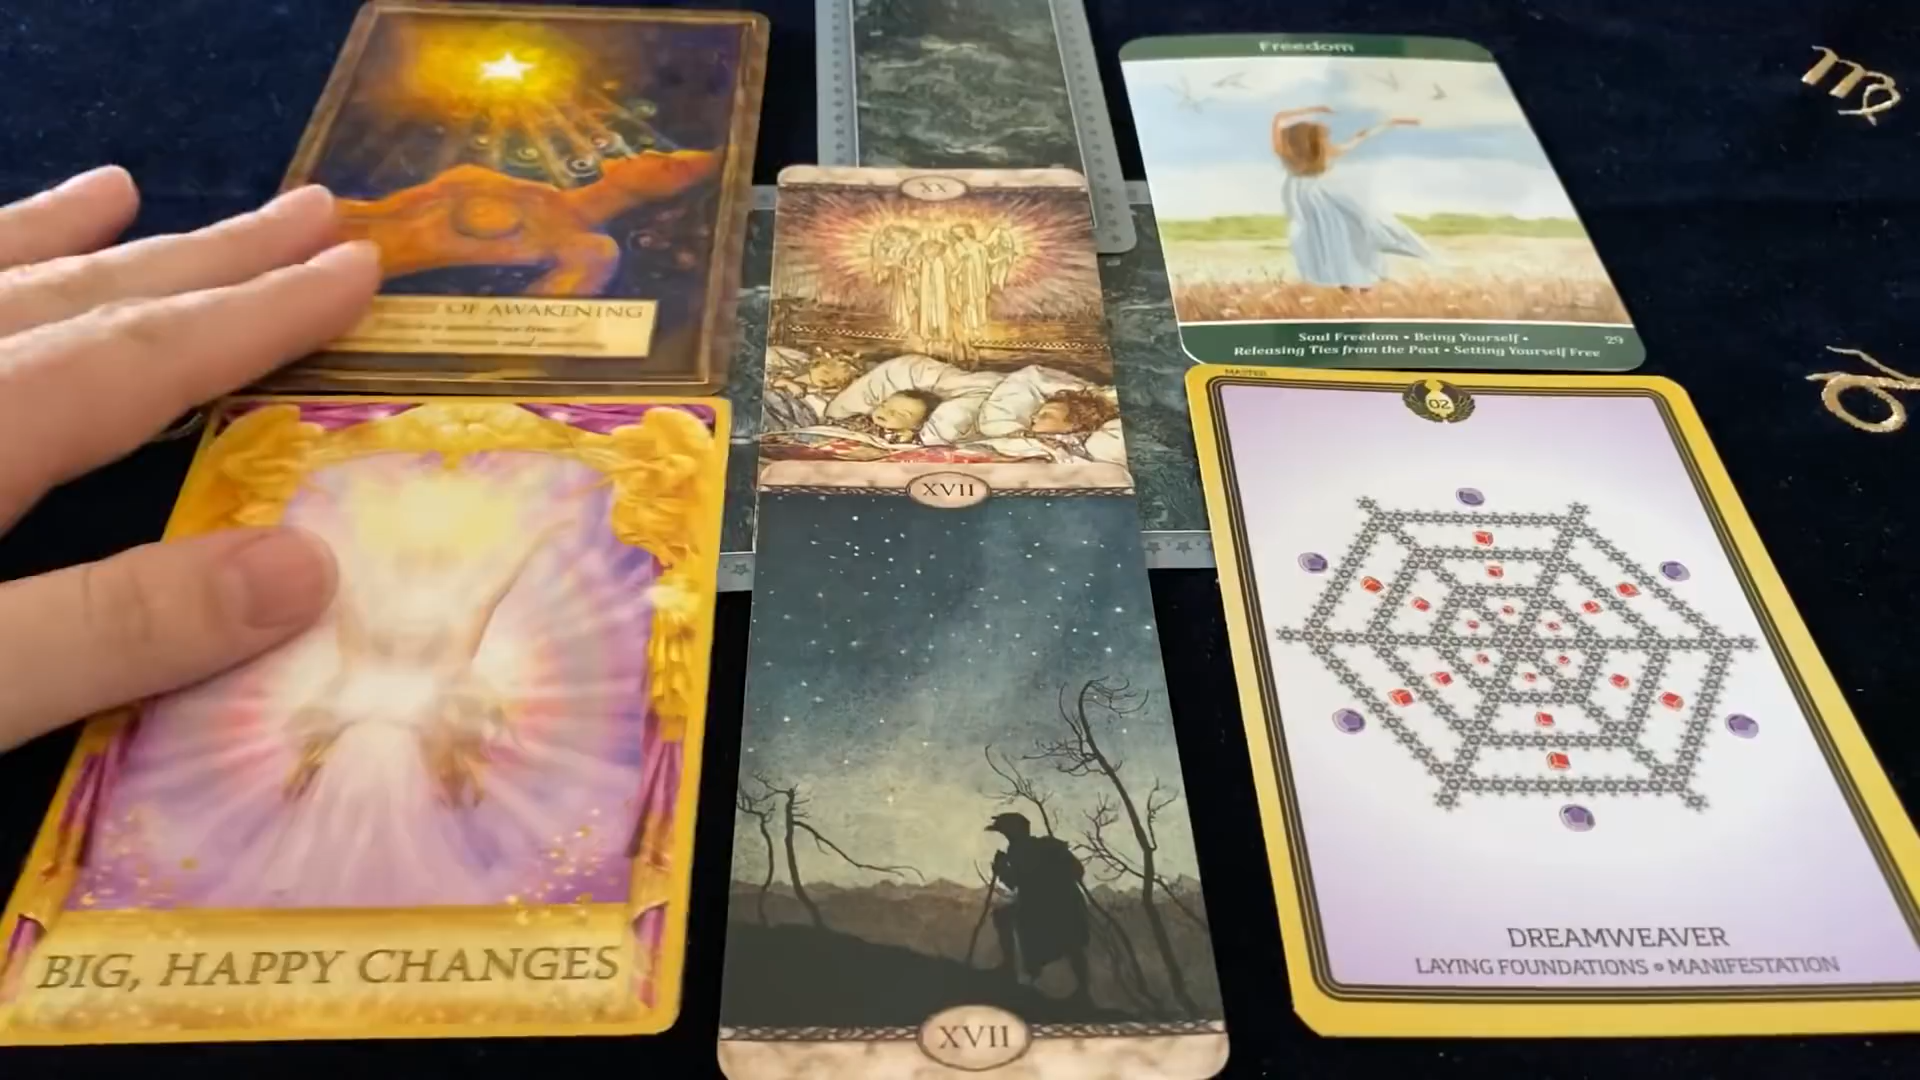 Freedom
XX
OF AWAKENING
Soul Freedom • Being Yourself •
29
Releasing Ties from the Past • Setting Yourself Free
MASTER
02
XVII
BIG, HAPPY CHANGES
DREAMWEAVER
LAYING FOUNDATIONS • MANIFESTATION
XVII